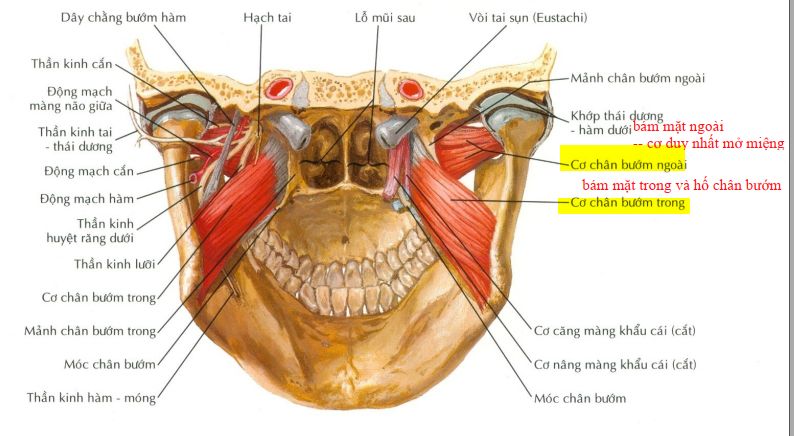 Dây chằng bướm hàm
Hạch tai
Lỗ mũi sau
Vòi tai sụn (Eustachi)
Thần kinh cắn
Động mạch
màng não giữa
Thần kinh tai
- thái dương
Động mạch cắn
Động mạch hàm
Thần kinh
huyệt răng dưới
Thần kinh lưỡi
Cơ chân bướm trong
Mảnh chân bướm trong
Móc chân bướm
Thần kinh hàm - móng
Mảnh chân bướm ngoài
Khớp thái dương
- hàm dưới
bám mặt ngoài
-- cơ duy nhất mở miệng
Cơ chân bướm ngoài
bám mặt trong và hố chân bướm
Cơ chân bướm trong
Cơ căng màng khẩu cái (cắt)
Cơ nâng màng khẩu cái (cắt)
Móc chân bướm